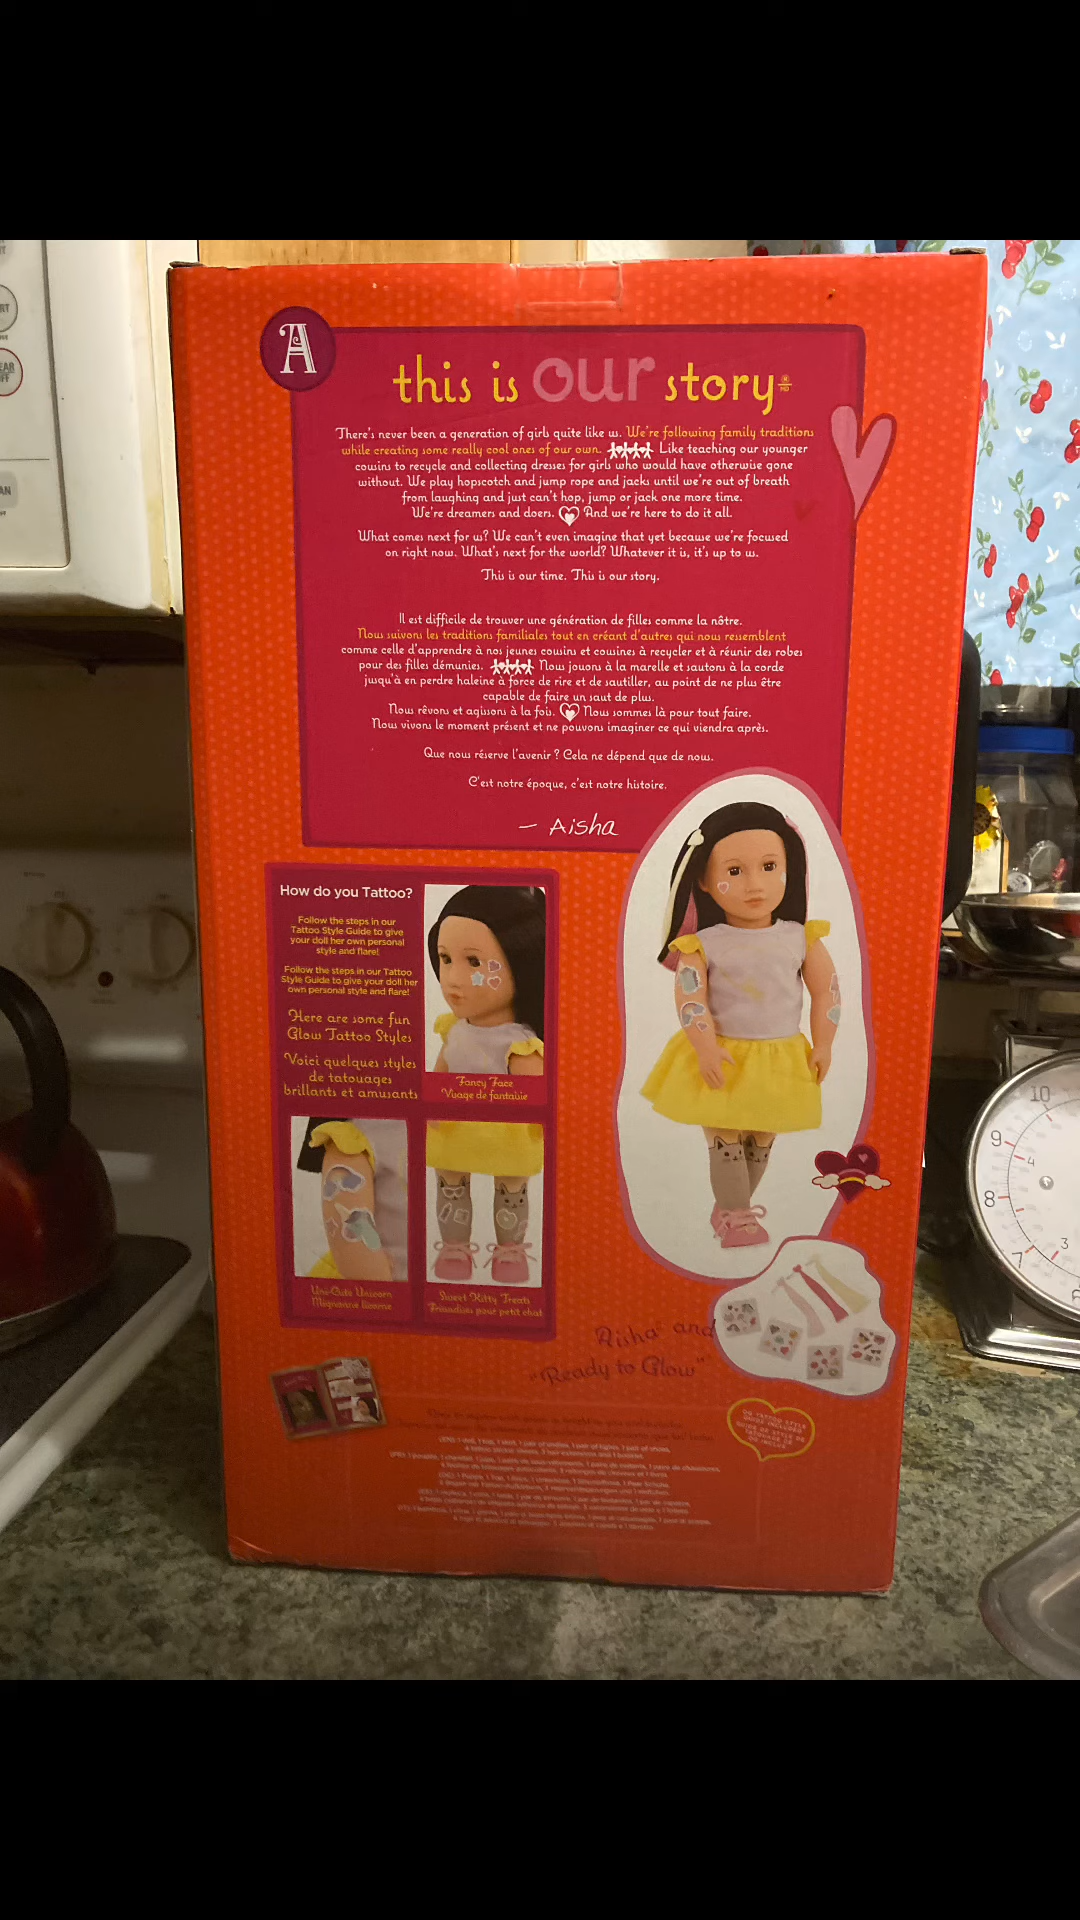 A
this is our story
There's never been a generation of girls quite like us. We're following family traditions
while creating some really cool ones of our own. Like teaching our younger
cousins to recycle and collecting dresses for girls who would have otherwise gone
without. We play hopscotch and jump rope and jacks until we're out of breath
from laughing and just can't hop, jump or jack one more time.
We're dreamers and doers. And we're here to do it all.
What comes next for us? We can't even imagine that yet because we're focused
on right now. What's next for the world? Whatever it is, it's up to us.
This is our time. This is our story.
Il est difficile de trouver une génération de filles comme la nôtre.
Nous suivons les traditions familiales tout en créant d'autres qui nous ressemblent
comme celle d'apprendre à nos jeunes cousins et cousines à recycler et à réunir des robes
pour des filles démunies. Nous jouons à la marelle et sautons à la corde
jusqu'à en perdre haleine à force de rire et de sautiller, au point de ne plus être
capable de faire un saut de plus.
Nous rêvons et agissons à la fois. Nous sommes là pour tout faire.
Nous vivons le moment présent et ne pouvons imaginer ce qui viendra après.
Que nous réserve l'avenir ? Cela ne dépend que de nous.
C'est notre époque, c'est notre histoire.
— Aisha
How do you Tattoo?
Follow the steps in our
Tattoo Style Guide to give
your doll her own personal
style and flare!
Follow the steps in our Tattoo
Style Guide to give your doll her
own personal style and flare!
Here are some fun
Glow Tattoo Styles
Voici quelques styles
de tatouages
brillants et amusants
Fancy Face
Visage de fantaisie
Uni-Cute Unicorn
Mignonne licorne
Sweet Kitty Treats
Friandises pour petit chat
Aisha and
"Ready to Glow"
10
9
8
7
4
3